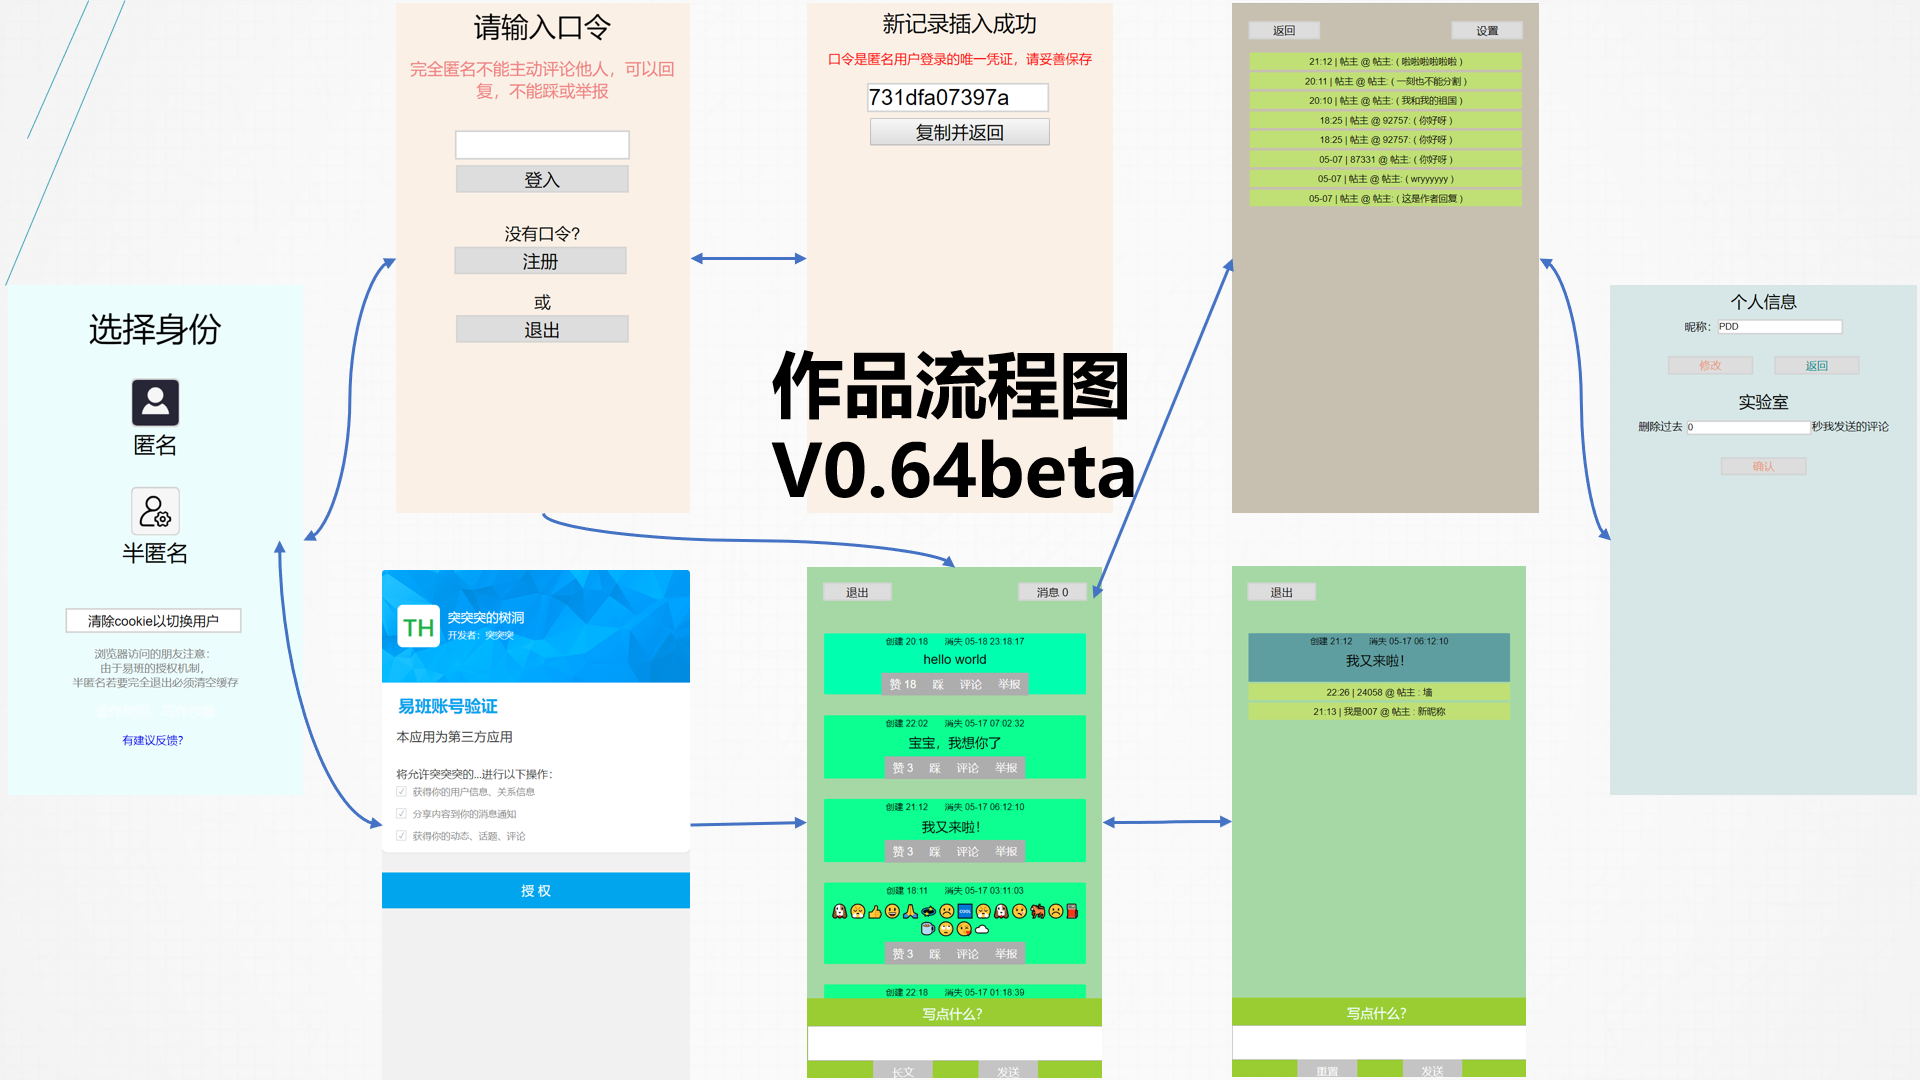 选择身份
匿名
半匿名
清除cookie以切换用户
浏览器访问的朋友注意：
由于易班的授权机制，
半匿名若要完全退出必须清空缓存
有建议反馈?
请输入口令
完全匿名不能主动评论他人，可以回
复，不能踩或举报
登入
没有口令?
注册
或
退出
新记录插入成功
口令是匿名用户登录的唯一凭证，请妥善保存
731dfa07397a
复制并返回
作品流程图
V0.64beta
返回
设置
21:12 | 帖主 @ 帖主: ( 啦啦啦啦啦啦 )
20:11 | 帖主 @ 帖主: ( 一刻也不能分割 )
20:10 | 帖主 @ 帖主: ( 我和我的祖国 )
18:25 | 帖主 @ 92757: ( 你好呀 )
18:25 | 帖主 @ 92757: ( 你好呀 )
05-07 | 87331 @ 帖主: ( 你好呀 )
05-07 | 帖主 @ 帖主: ( wryyyyyy )
05-07 | 帖主 @ 帖主: ( 这是作者回复 )
个人信息
昵称： PDD
修改
返回
实验室
删除过去 0 秒我发送的评论
确认
TH
突突突的树洞
开发者：突突突
易班账号验证
本应用为第三方应用
将允许突突突的...进行以下操作：
获得你的用户信息、关系信息
分享内容到你的消息通知
获得你的动态、话题、评论
授 权
退出
消息 0
创建 20:18 消失 05-18 23:18:17
hello world
赞 18 踩 评论 举报
创建 22:02 消失 05-17 07:02:32
宝宝，我想你了
赞 3 踩 评论 举报
创建 21:12 消失 05-17 06:12:10
我又来啦！
赞 3 踩 评论 举报
创建 18:11 消失 05-17 03:11:03
赞 3 踩 评论 举报
创建 22:18 消失 05-17 01:18:39
写点什么?
长文
发送
退出
创建 21:12 消失 05-17 06:12:10
我又来啦！
22:26 | 24058 @ 帖主 : 墙
21:13 | 我是007 @ 帖主 : 新昵称
写点什么?
重置
发送